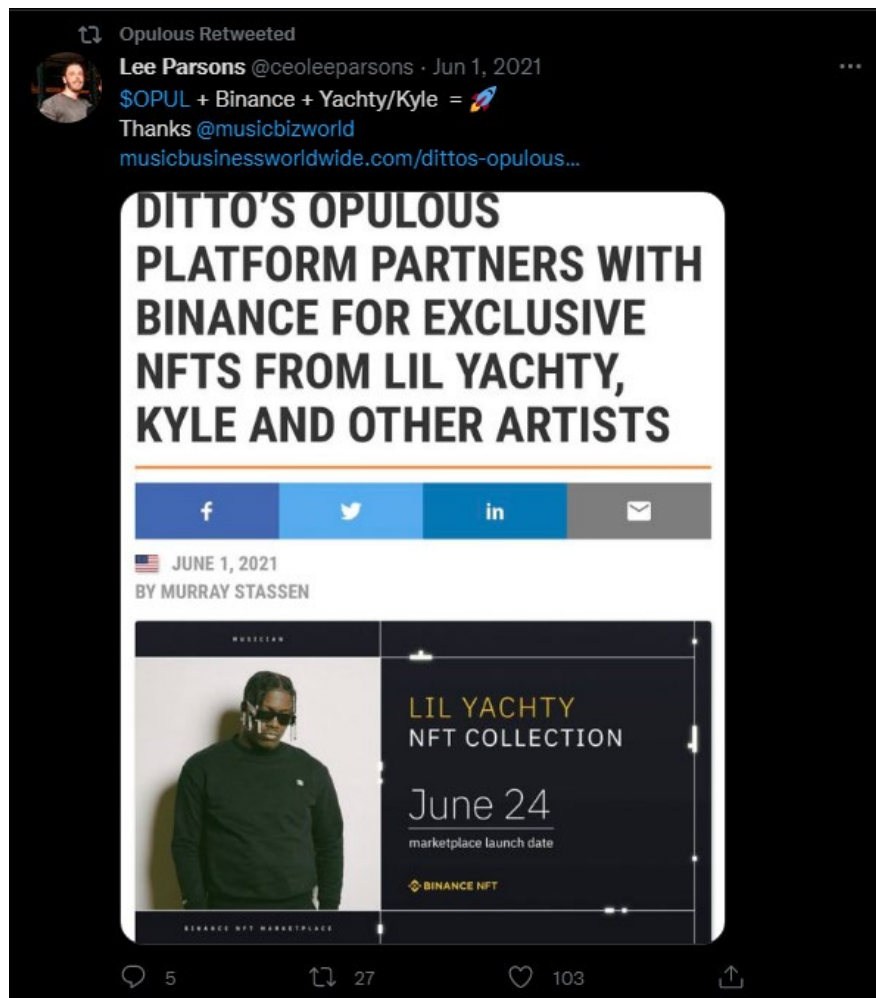 Opulous Retweeted
Lee Parsons @ceoleeparsons · Jun 1, 2021
$OPUL + Binance + Yachty/Kyle = 🚀
Thanks @musicbizworld
musicbusinessworldwide.com/dittos-opulous...
DITTO'S OPULOUS
PLATFORM PARTNERS WITH
BINANCE FOR EXCLUSIVE
NFTS FROM LIL YACHTY,
KYLE AND OTHER ARTISTS
f in
JUNE 1, 2021
BY MURRAY STASSEN
MUSICIAN
LIL YACHTY
NFT COLLECTION
June 24
marketplace launch date
BINANCE NFT
BINANCE NFT MARKETPLACE
5 27 103